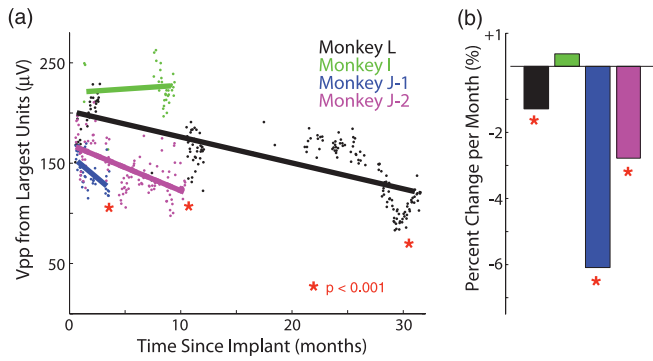 (a)
Vpp from Largest Units (μV)
250
150
50
0
10
20
30
Time Since Implant (months)
Monkey L
Monkey I
Monkey J-1
Monkey J-2
* * *
* p < 0.001
(b)
Percent Change per Month (%)
+1
-2
-4
-6
* * *